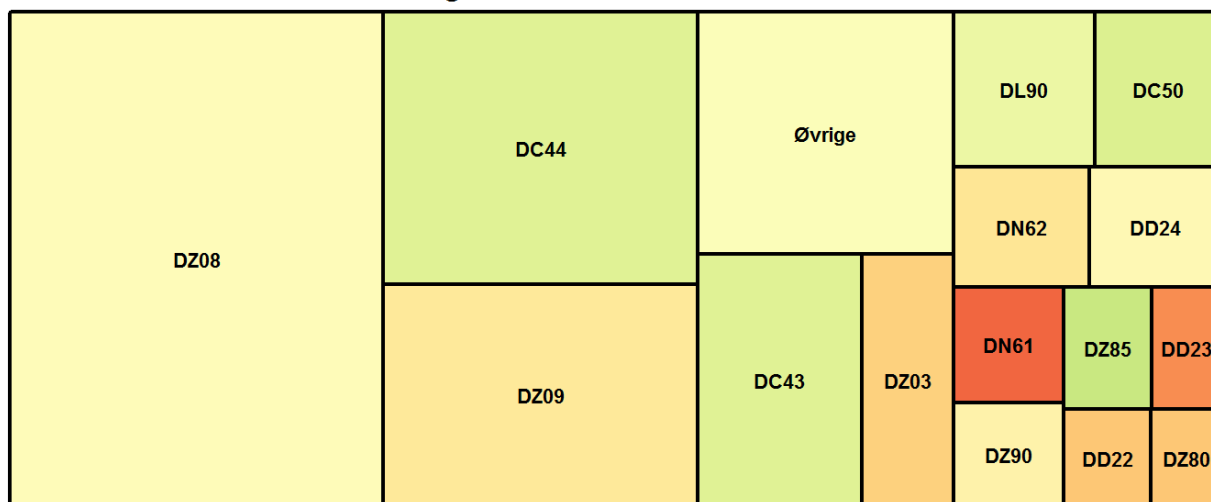 DZ08
DC44
DZ09
Øvrige
DC43
DZ03
DL90
DC50
DN62
DD24
DN61
DZ85
DD23
DZ90
DD22
DZ80